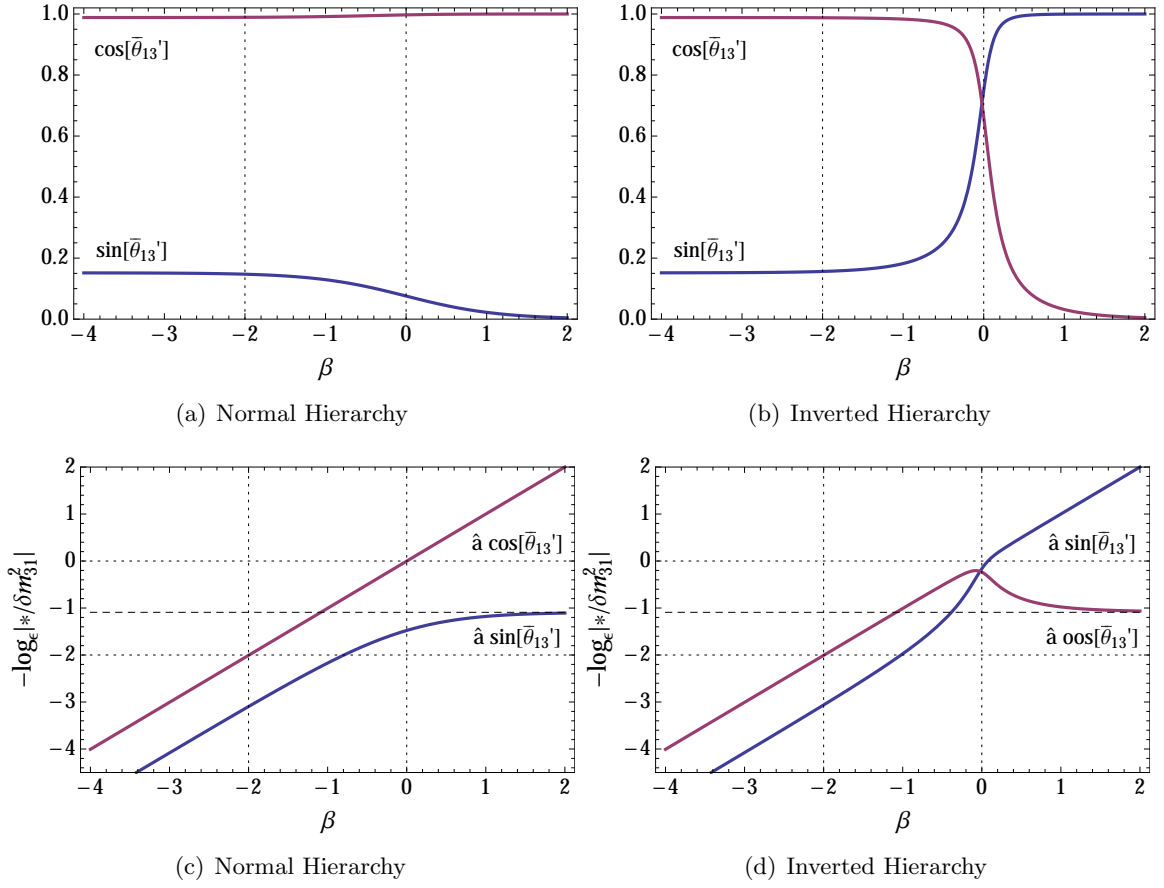 1.0
0.8
0.6
0.4
0.2
0.0
cos[θ̄₁₃']
sin[θ̄₁₃']
−4 −3 −2 −1 0 1 2
β
(a) Normal Hierarchy
1.0
0.8
0.6
0.4
0.2
0.0
cos[θ̄₁₃']
sin[θ̄₁₃']
−4 −3 −2 −1 0 1 2
β
(b) Inverted Hierarchy
−log_ϵ|*/δm²₃₁|
2
1
0
−1
−2
−3
−4
â cos[θ̄₁₃']
â sin[θ̄₁₃']
−4 −3 −2 −1 0 1 2
β
(c) Normal Hierarchy
−log_ϵ|*/δm²₃₁|
2
1
0
−1
−2
−3
−4
â sin[θ̄₁₃']
â oos[θ̄₁₃']
−4 −3 −2 −1 0 1 2
β
(d) Inverted Hierarchy